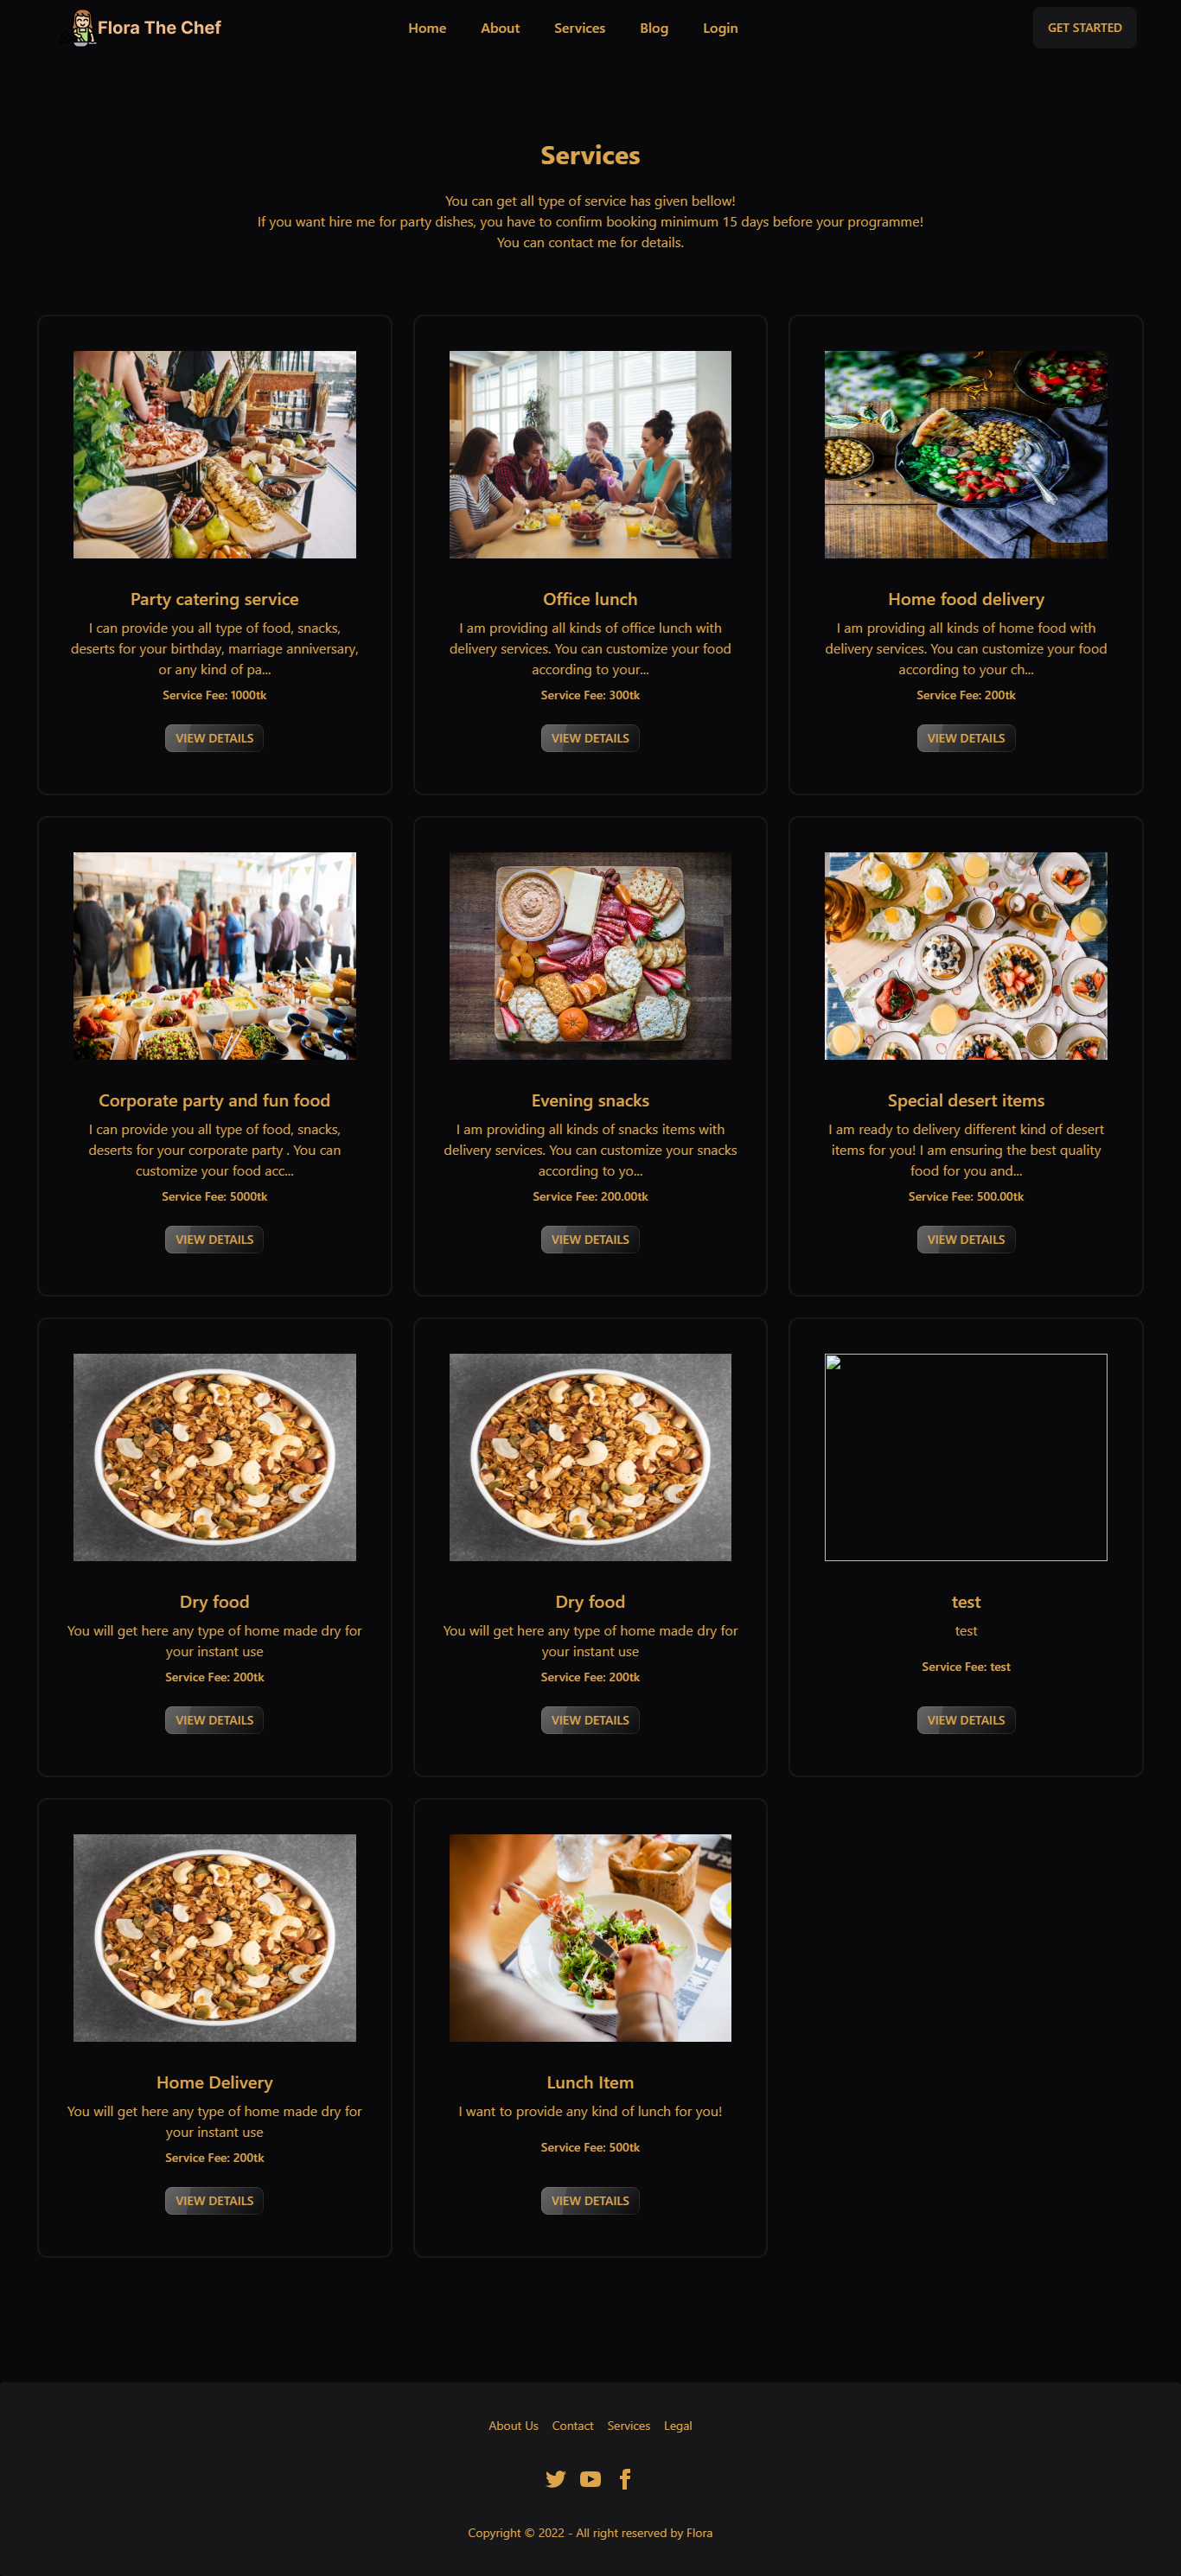 Flora The Chef
Home About Services Blog Login
GET STARTED
Services
You can get all type of service has given bellow!
If you want hire me for party dishes, you have to confirm booking minimum 15 days before your programme!
You can contact me for details.
Party catering service
I can provide you all type of food, snacks,
deserts for your birthday, marriage anniversary,
or any kind of pa...
Service Fee: 1000tk
VIEW DETAILS
Office lunch
I am providing all kinds of office lunch with
delivery services. You can customize your food
according to your...
Service Fee: 300tk
VIEW DETAILS
Home food delivery
I am providing all kinds of home food with
delivery services. You can customize your food
according to your ch...
Service Fee: 200tk
VIEW DETAILS
Corporate party and fun food
I can provide you all type of food, snacks,
deserts for your corporate party . You can
customize your food acc...
Service Fee: 5000tk
VIEW DETAILS
Evening snacks
I am providing all kinds of snacks items with
delivery services. You can customize your snacks
according to yo...
Service Fee: 200.00tk
VIEW DETAILS
Special desert items
I am ready to delivery different kind of desert
items for you! I am ensuring the best quality
food for you and...
Service Fee: 500.00tk
VIEW DETAILS
Dry food
You will get here any type of home made dry for
your instant use
Service Fee: 200tk
VIEW DETAILS
Dry food
You will get here any type of home made dry for
your instant use
Service Fee: 200tk
VIEW DETAILS
test
test
Service Fee: test
VIEW DETAILS
Home Delivery
You will get here any type of home made dry for
your instant use
Service Fee: 200tk
VIEW DETAILS
Lunch Item
I want to provide any kind of lunch for you!
Service Fee: 500tk
VIEW DETAILS
About Us Contact Services Legal
Copyright © 2022 - All right reserved by Flora